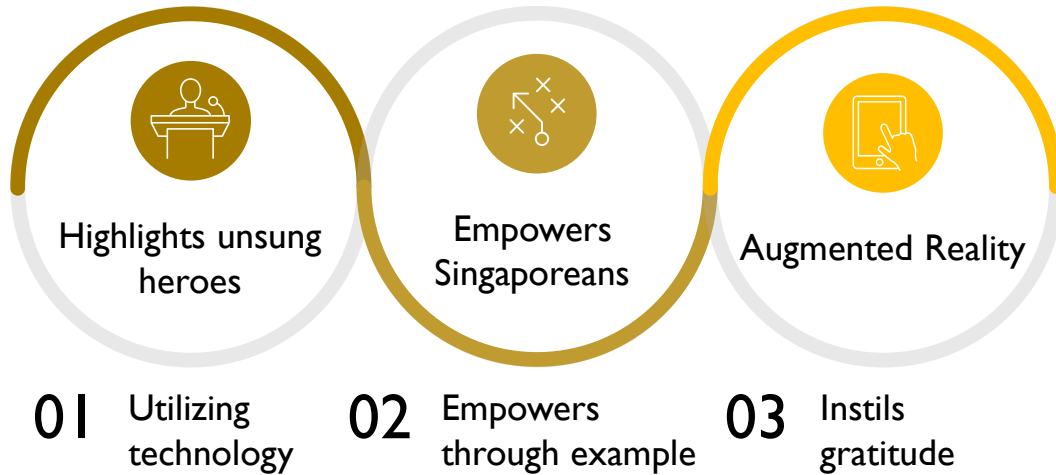 Highlights unsung
heroes
Empowers
Singaporeans
Augmented Reality
01 Utilizing
technology
02 Empowers
through example
03 Instils
gratitude